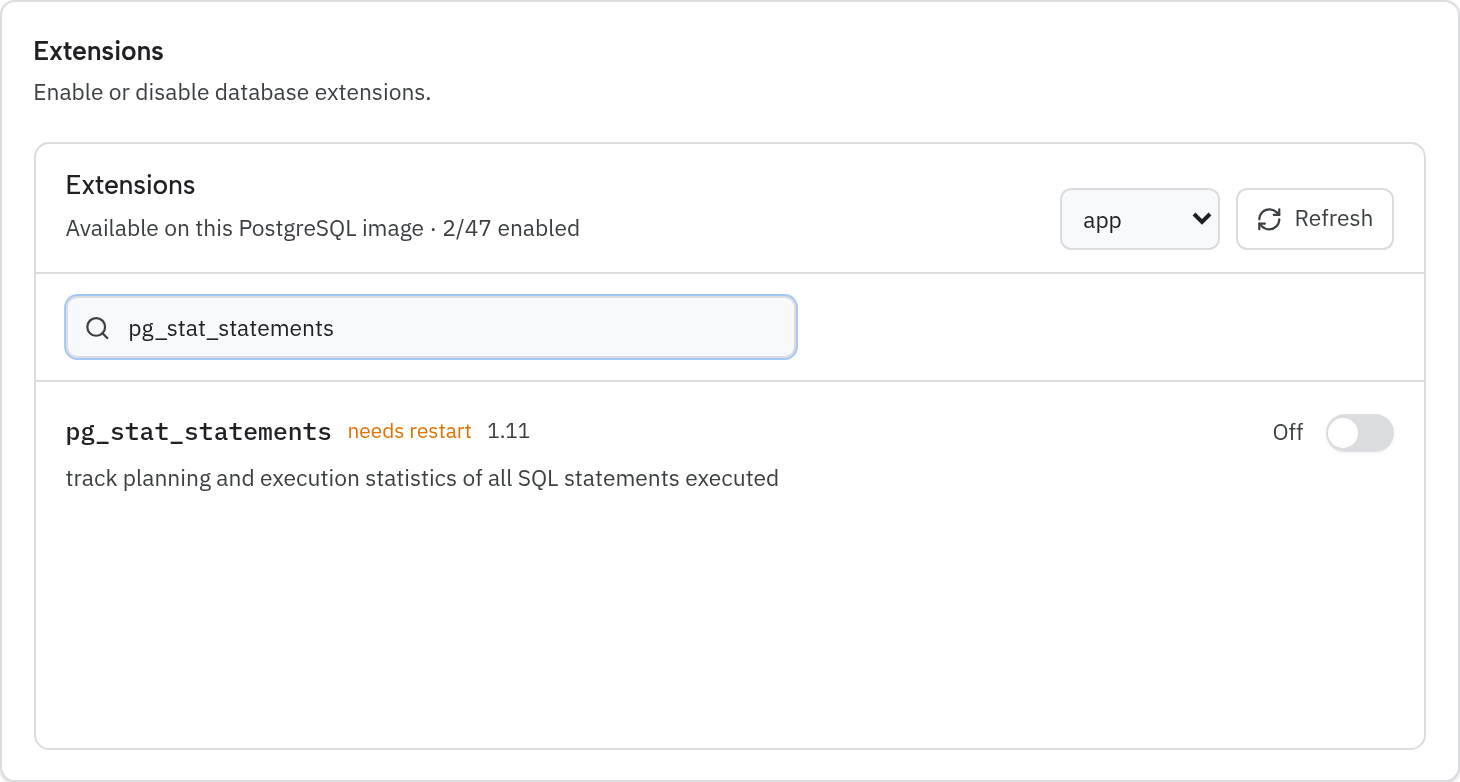 Extensions
Enable or disable database extensions.
Extensions
Available on this PostgreSQL image · 2/47 enabled
app
Refresh
pg_stat_statements
pg_stat_statements needs restart 1.11
Off
track planning and execution statistics of all SQL statements executed